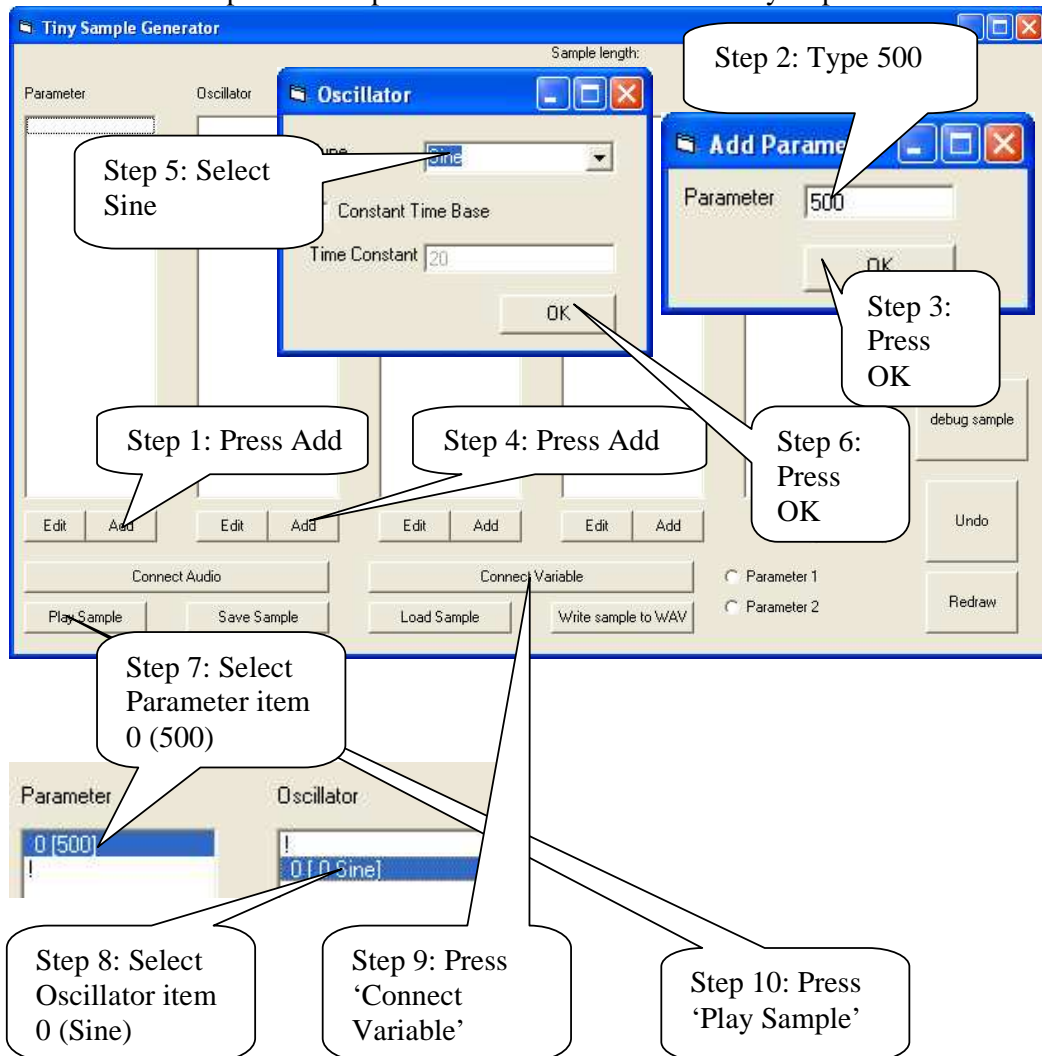 Tiny Sample Generator
Sample length:
Step 2: Type 500
Parameter
Oscillator
Oscillator
Add Parame
Step 5: Select
Sine
Sine
Parameter
500
Constant Time Base
Time Constant
20
OK
OK
Step 3:
Press
OK
Step 1: Press Add
Step 4: Press Add
Step 6:
Press
OK
debug sample
Edit Add Edit Add Edit Add Edit Add
Undo
Connect Audio
Connect Variable
Parameter 1
Play Sample
Save Sample
Load Sample
Write sample to WAV
Parameter 2
Redraw
Step 7: Select
Parameter item
0 (500)
Parameter
Oscillator
0 [500]
!
!
0 [ 0 Sine]
Step 8: Select
Oscillator item
0 (Sine)
Step 9: Press
‘Connect
Variable’
Step 10: Press
‘Play Sample’